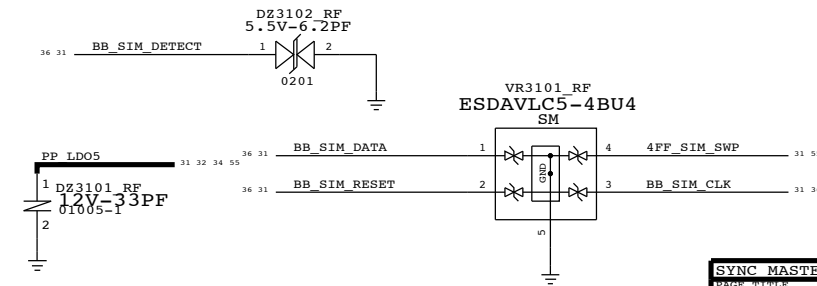 DZ3102_RF
5.5V-6.2PF
36 31 BB_SIM_DETECT 1 2
0201
VR3101_RF
ESDAVLC5-4BU4
SM
PP_LDO5 31 32 34 55
36 31 BB_SIM_DATA 1 4 4FF_SIM_SWP
GND
36 31 BB_SIM_RESET 2 3 BB_SIM_CLK
1 DZ3101_RF
12V-33PF
01005-1
2
5
SYNC MASTE
PAGE TITLE